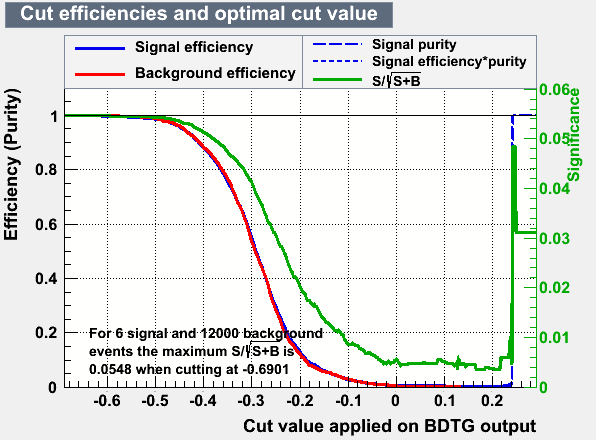 Cut efficiencies and optimal cut value
Signal efficiency
Background efficiency
Signal purity
Signal efficiency*purity
S/√S+B
Efficiency (Purity)
1
0.8
0.6
0.4
0.2
0
0.06
0.05
0.04
0.03
0.02
0.01
0
Significance
For 6 signal and 12000 background
events the maximum S/√S+B is
0.0548 when cutting at -0.6901
-0.6 -0.5 -0.4 -0.3 -0.2 -0.1 0 0.1 0.2
Cut value applied on BDTG output